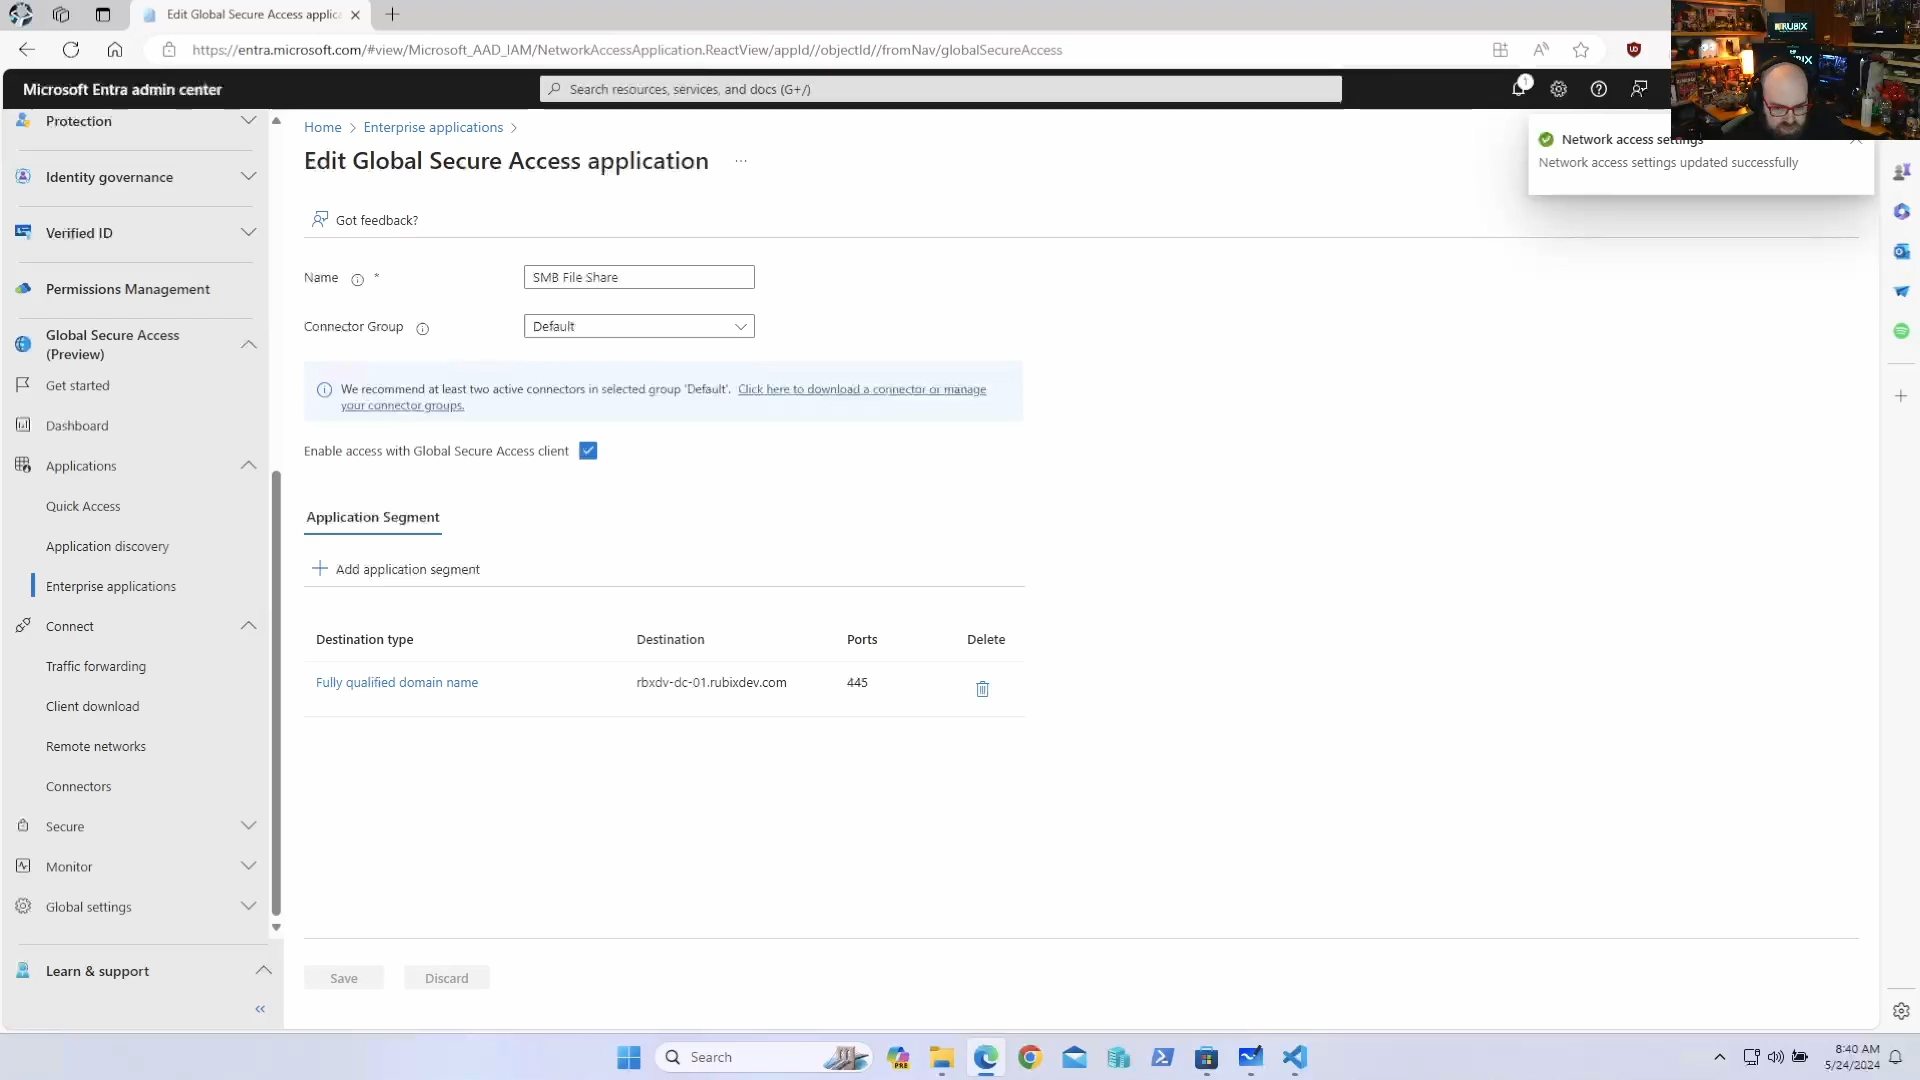 Edit Global Secure Access applica
https://entra.microsoft.com/#view/Microsoft_AAD_IAM/NetworkAccessApplication.ReactView/appId//objectId//fromNav/globalSecureAccess
RUBIX
Microsoft Entra admin center
Search resources, services, and docs (G+/)
1
Protection
Identity governance
Verified ID
Permissions Management
Global Secure Access
(Preview)
Get started
Dashboard
Applications
Quick Access
Application discovery
Enterprise applications
Connect
Traffic forwarding
Client download
Remote networks
Connectors
Secure
Monitor
Global settings
Learn & support
Home > Enterprise applications >
Edit Global Secure Access application ...
Network access settings
Network access settings updated successfully
Got feedback?
Name *
SMB File Share
Connector Group
Default
We recommend at least two active connectors in selected group 'Default'. Click here to download a connector or manage
your connector groups.
Enable access with Global Secure Access client
Application Segment
Add application segment
Destination type Destination Ports Delete
Fully qualified domain name rbxdv-dc-01.rubixdev.com 445
Save Discard
Search
PRE
8:40 AM
5/24/2024